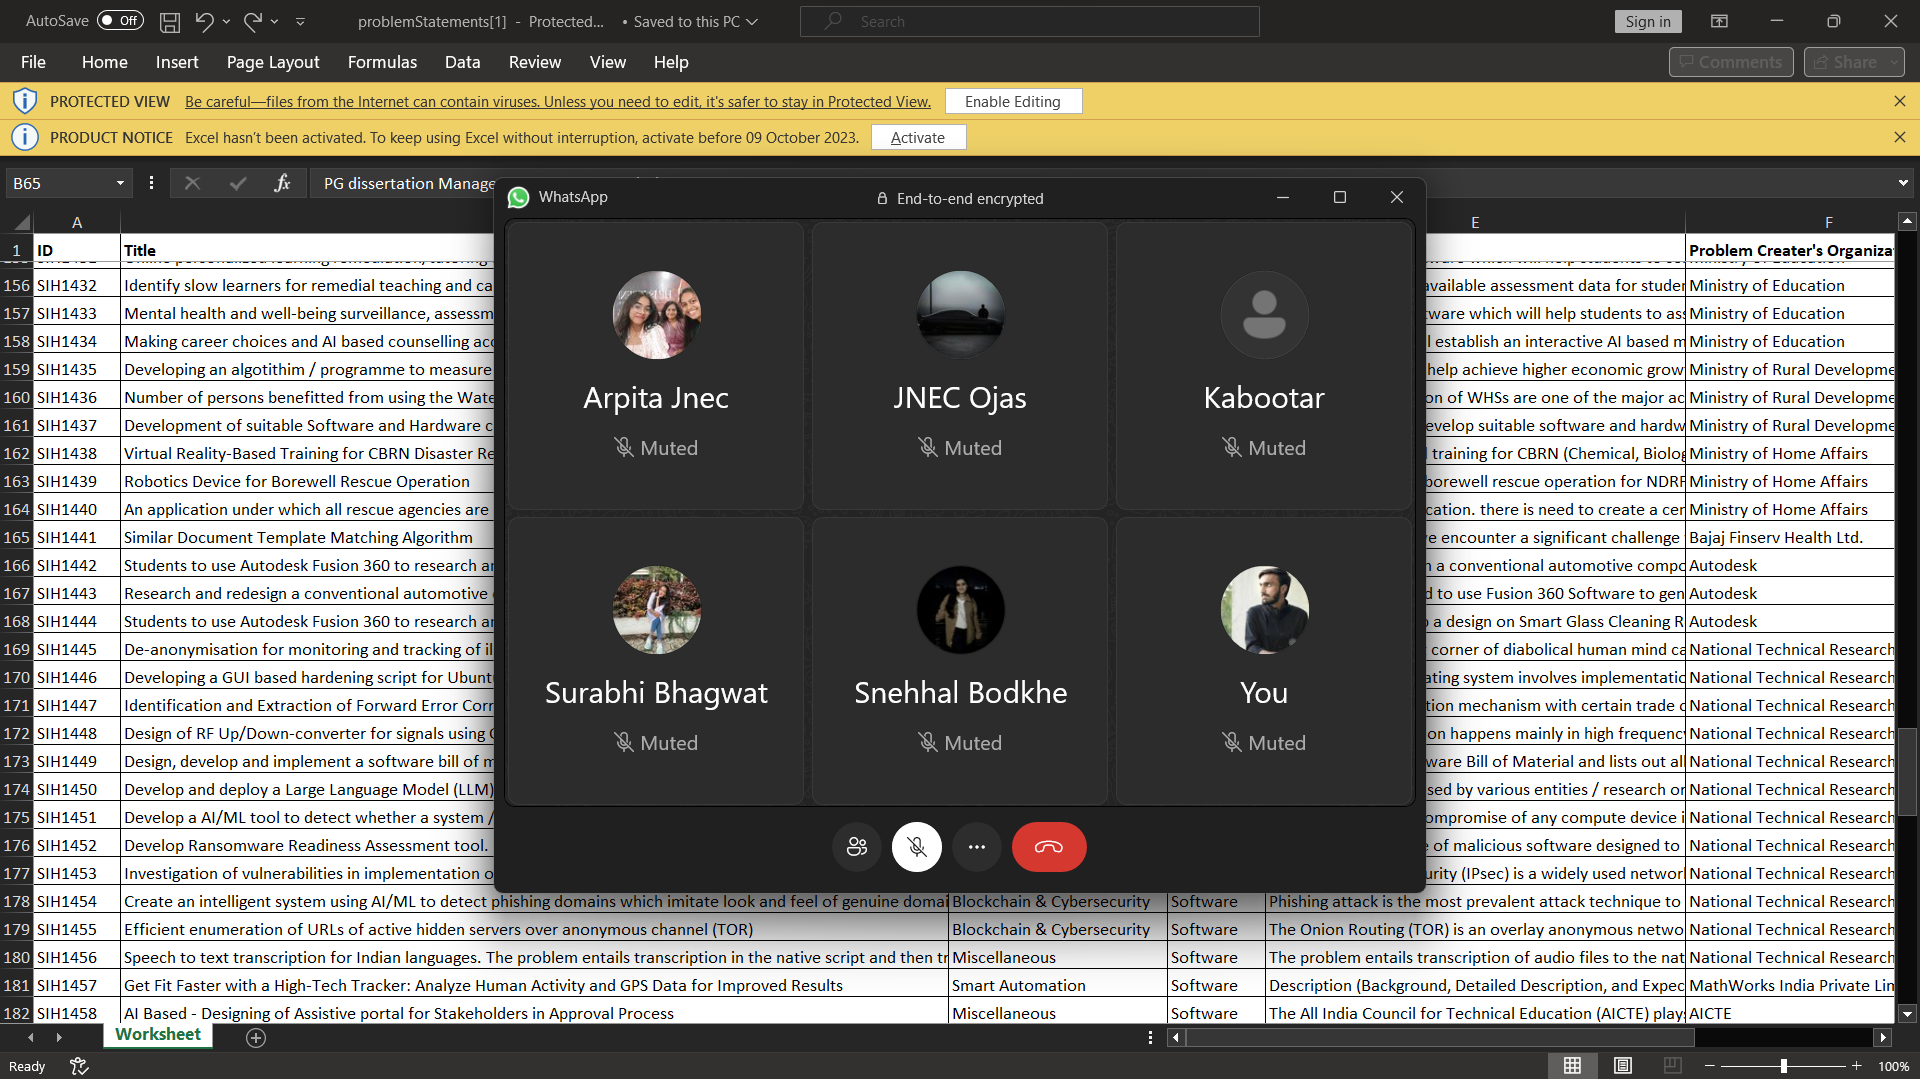 AutoSave Off problemStatements[1] - Protected... • Saved to this PC Search Sign in
File Home Insert Page Layout Formulas Data Review View Help Comments Share
PROTECTED VIEW Be careful—files from the Internet can contain viruses. Unless you need to edit, it's safer to stay in Protected View. Enable Editing
PRODUCT NOTICE Excel hasn't been activated. To keep using Excel without interruption, activate before 09 October 2023. Activate
B65 fx PG dissertation Manage
WhatsApp End-to-end encrypted
A E F
1 ID Title Problem Creater's Organizat
156 SIH1432 Identify slow learners for remedial teaching and ca available assessment data for studer Ministry of Education
157 SIH1433 Mental health and well-being surveillance, assessm ware which will help students to ass Ministry of Education
158 SIH1434 Making career choices and AI based counselling acc l establish an interactive AI based m Ministry of Education
159 SIH1435 Developing an algotithim / programme to measure help achieve higher economic grow Ministry of Rural Developme
160 SIH1436 Number of persons benefitted from using the Wate on of WHSs are one of the major ac Ministry of Rural Developme
161 SIH1437 Development of suitable Software and Hardware c evelop suitable software and hardw Ministry of Rural Developme
162 SIH1438 Virtual Reality-Based Training for CBRN Disaster Re l training for CBRN (Chemical, Biolog Ministry of Home Affairs
163 SIH1439 Robotics Device for Borewell Rescue Operation borewell rescue operation for NDRF Ministry of Home Affairs
164 SIH1440 An application under which all rescue agencies are cation. there is need to create a cer Ministry of Home Affairs
165 SIH1441 Similar Document Template Matching Algorithm e encounter a significant challenge Bajaj Finserv Health Ltd.
166 SIH1442 Students to use Autodesk Fusion 360 to research an n a conventional automotive compo Autodesk
167 SIH1443 Research and redesign a conventional automotive d to use Fusion 360 Software to gen Autodesk
168 SIH1444 Students to use Autodesk Fusion 360 to research an a design on Smart Glass Cleaning R Autodesk
169 SIH1445 De-anonymisation for monitoring and tracking of il corner of diabolical human mind ca National Technical Research
170 SIH1446 Developing a GUI based hardening script for Ubuntu ating system involves implementatic National Technical Research
171 SIH1447 Identification and Extraction of Forward Error Corr tion mechanism with certain trade National Technical Research
172 SIH1448 Design of RF Up/Down-converter for signals using on happens mainly in high frequency National Technical Research
173 SIH1449 Design, develop and implement a software bill of m ware Bill of Material and lists out all National Technical Research
174 SIH1450 Develop and deploy a Large Language Model (LLM) sed by various entities / research or National Technical Research
175 SIH1451 Develop a AI/ML tool to detect whether a system / ompromise of any compute device i National Technical Research
176 SIH1452 Develop Ransomware Readiness Assessment tool. of malicious software designed to National Technical Research
177 SIH1453 Investigation of vulnerabilities in implementation o urity (IPsec) is a widely used networ National Technical Research
178 SIH1454 Create an intelligent system using AI/ML to detect phishing domains which imitate look and feel of genuine domai Blockchain & Cybersecurity Software Phishing attack is the most prevalent attack technique to National Technical Research
179 SIH1455 Efficient enumeration of URLs of active hidden servers over anonymous channel (TOR) Blockchain & Cybersecurity Software The Onion Routing (TOR) is an overlay anonymous netwo National Technical Research
180 SIH1456 Speech to text transcription for Indian languages. The problem entails transcription in the native script and then tr Miscellaneous Software The problem entails transcription of audio files to the nat National Technical Research
181 SIH1457 Get Fit Faster with a High-Tech Tracker: Analyze Human Activity and GPS Data for Improved Results Smart Automation Software Description (Background, Detailed Description, and Expec MathWorks India Private Lim
182 SIH1458 AI Based - Designing of Assistive portal for Stakeholders in Approval Process Miscellaneous Software The All India Council for Technical Education (AICTE) plays AICTE
Arpita Jnec JNEC Ojas Kabootar
Muted Muted Muted
Surabhi Bhagwat Snehhal Bodkhe You
Muted Muted Muted
Worksheet
Ready 100%